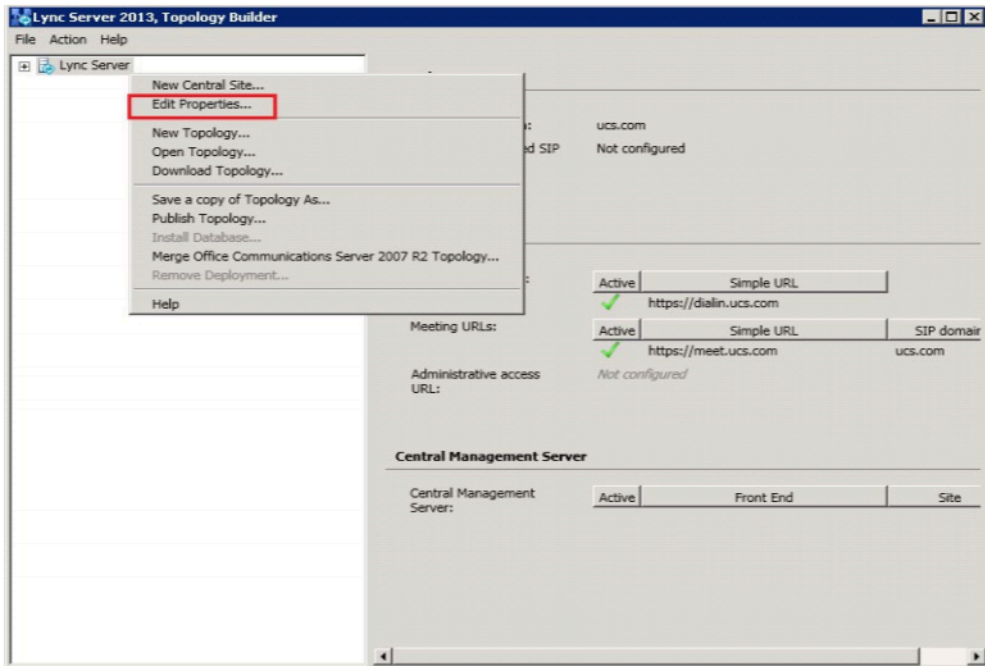 Lync Server 2013, Topology Builder
File Action Help
Lync Server
New Central Site...
Edit Properties...
New Topology...
Open Topology...
Download Topology...
Save a copy of Topology As...
Publish Topology...
Install Database...
Merge Office Communications Server 2007 R2 Topology...
Remove Deployment...
Help
ucs.com
ed SIP Not configured
Active Simple URL
https://dialin.ucs.com
Meeting URLs: Active Simple URL SIP domain
https://meet.ucs.com ucs.com
Administrative access Not configured
URL:
Central Management Server
Central Management Active Front End Site
Server: